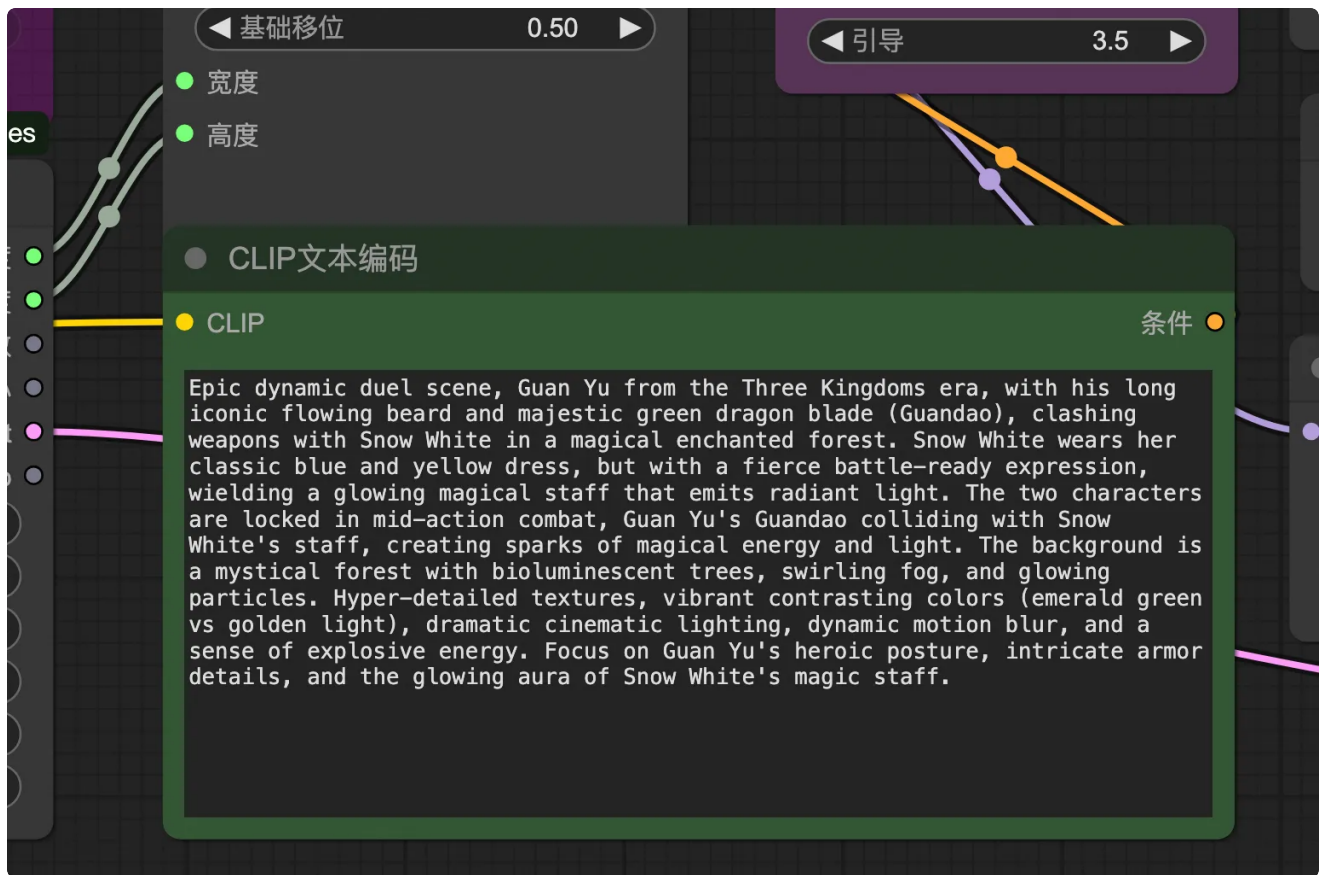 基础移位 0.50
引导 3.5
宽度
高度
es
CLIP文本编码
CLIP
条件
Epic dynamic duel scene, Guan Yu from the Three Kingdoms era, with his long
iconic flowing beard and majestic green dragon blade (Guandao), clashing
weapons with Snow White in a magical enchanted forest. Snow White wears her
classic blue and yellow dress, but with a fierce battle-ready expression,
wielding a glowing magical staff that emits radiant light. The two characters
are locked in mid-action combat, Guan Yu's Guandao colliding with Snow
White's staff, creating sparks of magical energy and light. The background is
a mystical forest with bioluminescent trees, swirling fog, and glowing
particles. Hyper-detailed textures, vibrant contrasting colors (emerald green
vs golden light), dramatic cinematic lighting, dynamic motion blur, and a
sense of explosive energy. Focus on Guan Yu's heroic posture, intricate armor
details, and the glowing aura of Snow White's magic staff.